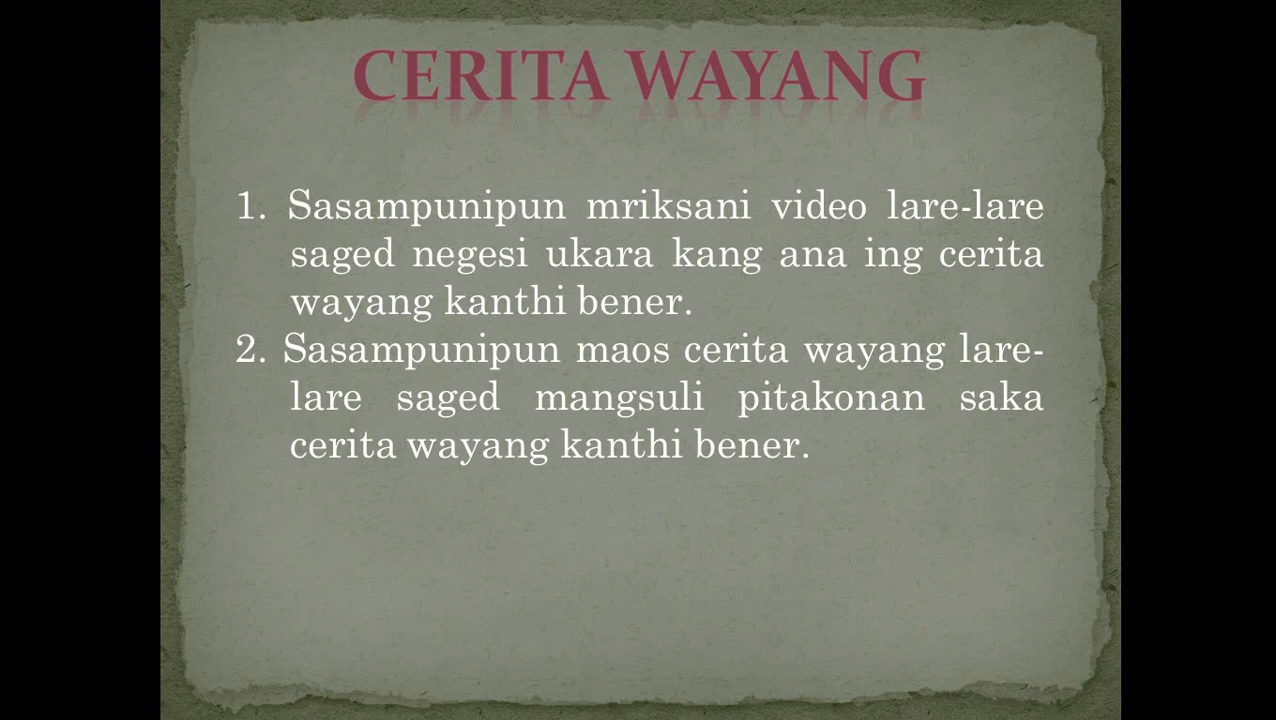 CERITA WAYANG
1. Sasampunipun mriksani video lare-lare
saged negesi ukara kang ana ing cerita
wayang kanthi bener.
2. Sasampunipun maos cerita wayang lare-
lare saged mangsuli pitakonan saka
cerita wayang kanthi bener.